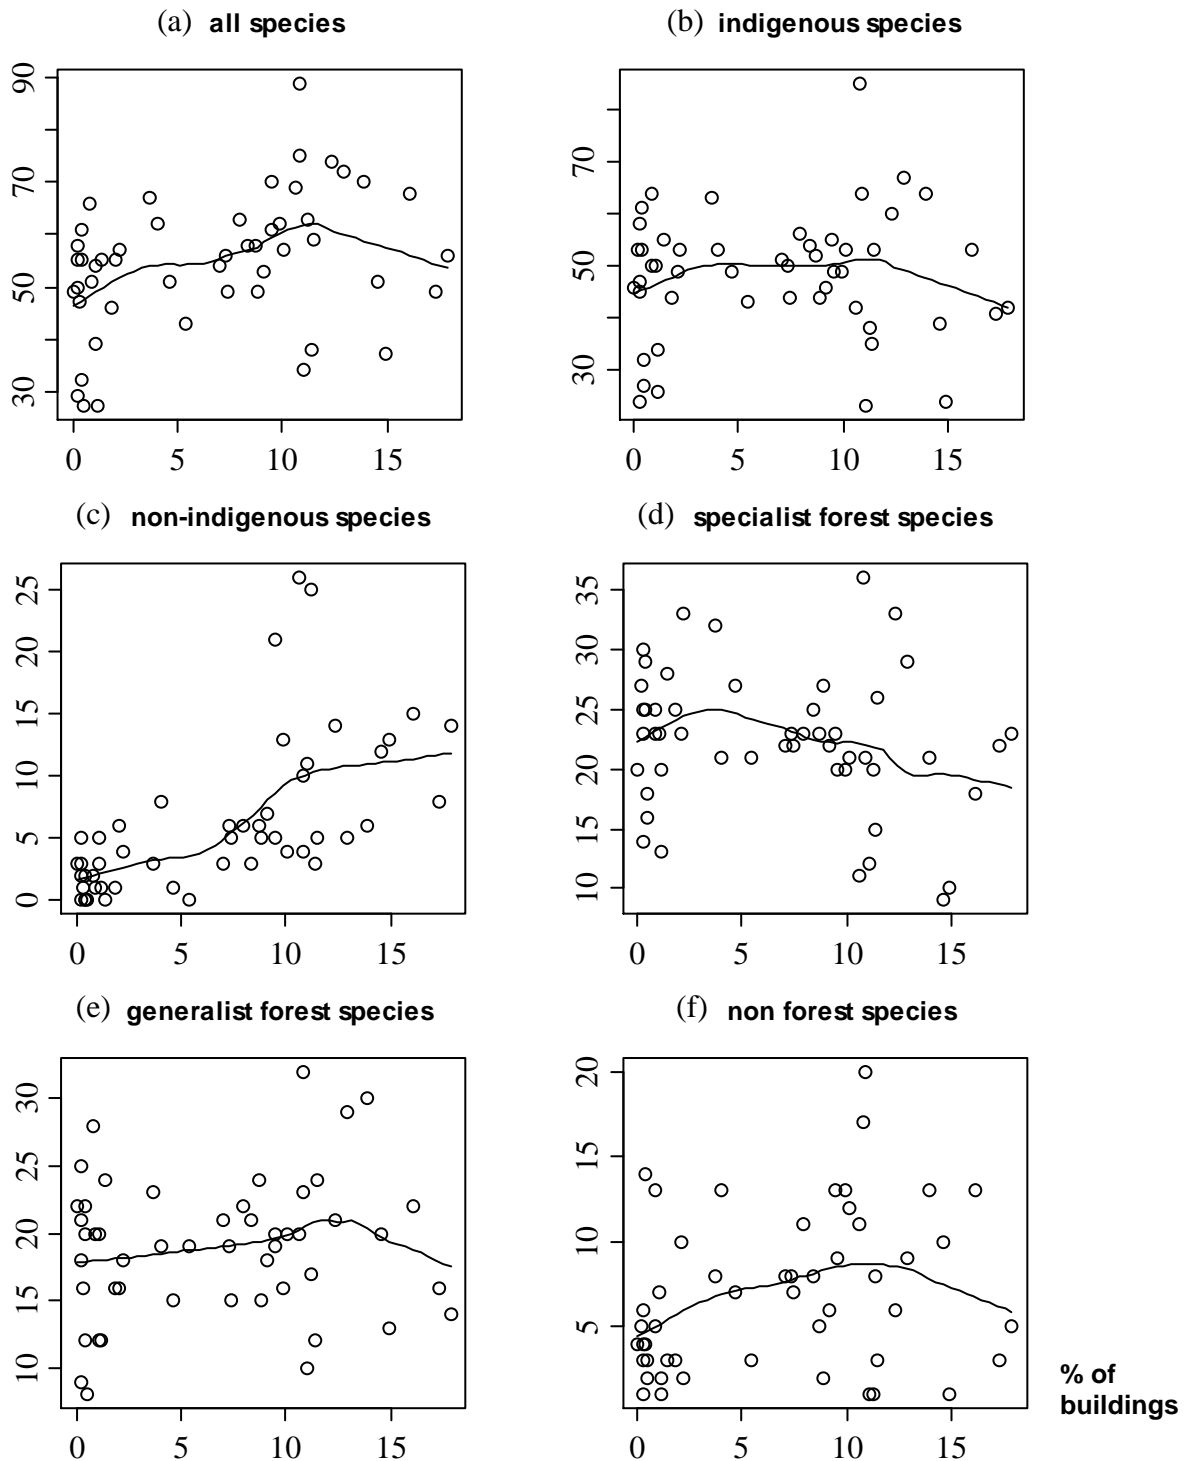 (a) all species
(b) indigenous species
90
70
50
30
0 5 10 15
70
50
30
0 5 10 15
(c) non-indigenous species
(d) specialist forest species
25
20
15
10
5
0
0 5 10 15
35
30
25
20
15
10
0 5 10 15
(e) generalist forest species
(f) non forest species
30
25
20
15
10
0 5 10 15
20
15
10
5
0 5 10 15
% of
buildings